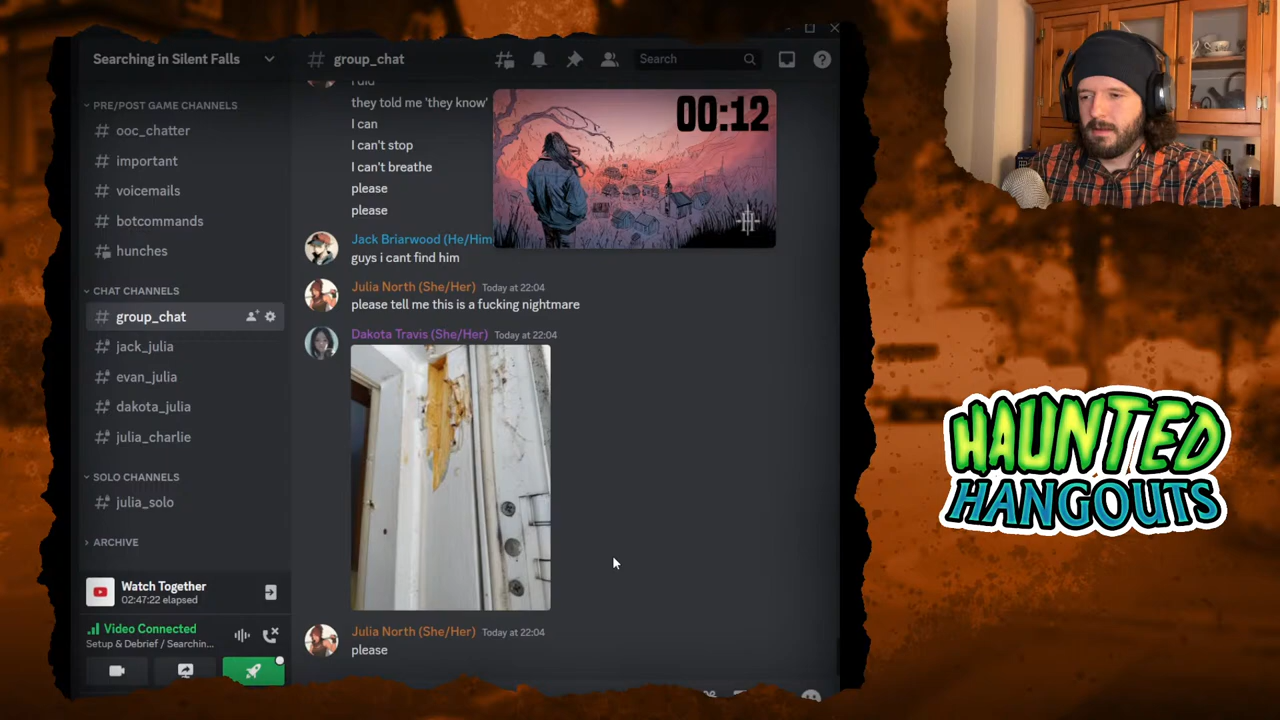 Searching in Silent Falls
PRE/POST GAME CHANNELS
# ooc_chatter
# important
# voicemails
# botcommands
hunches
CHAT CHANNELS
# group_chat
jack_julia
evan_julia
dakota_julia
julia_charlie
SOLO CHANNELS
julia_solo
ARCHIVE
Watch Together
02:47:22 elapsed
Video Connected
Setup & Debrief / Searchin...
# group_chat
Search
they told me 'they know'
I can
I can't stop
I can't breathe
please
please
00:12
Jack Briarwood (He/Him
guys i cant find him
Julia North (She/Her) Today at 22:04
please tell me this is a fucking nightmare
Dakota Travis (She/Her) Today at 22:04
Julia North (She/Her) Today at 22:04
please
HAUNTED
HANGOUTS